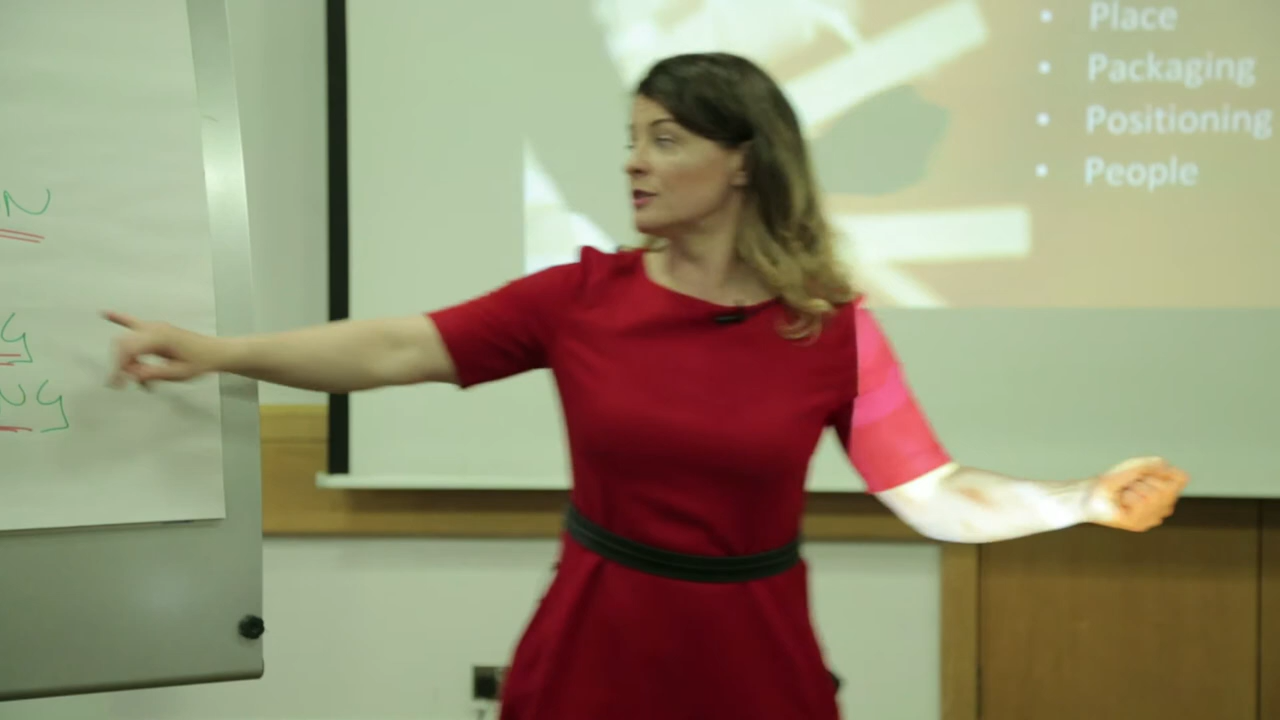 • Place
• Packaging
• Positioning
• People